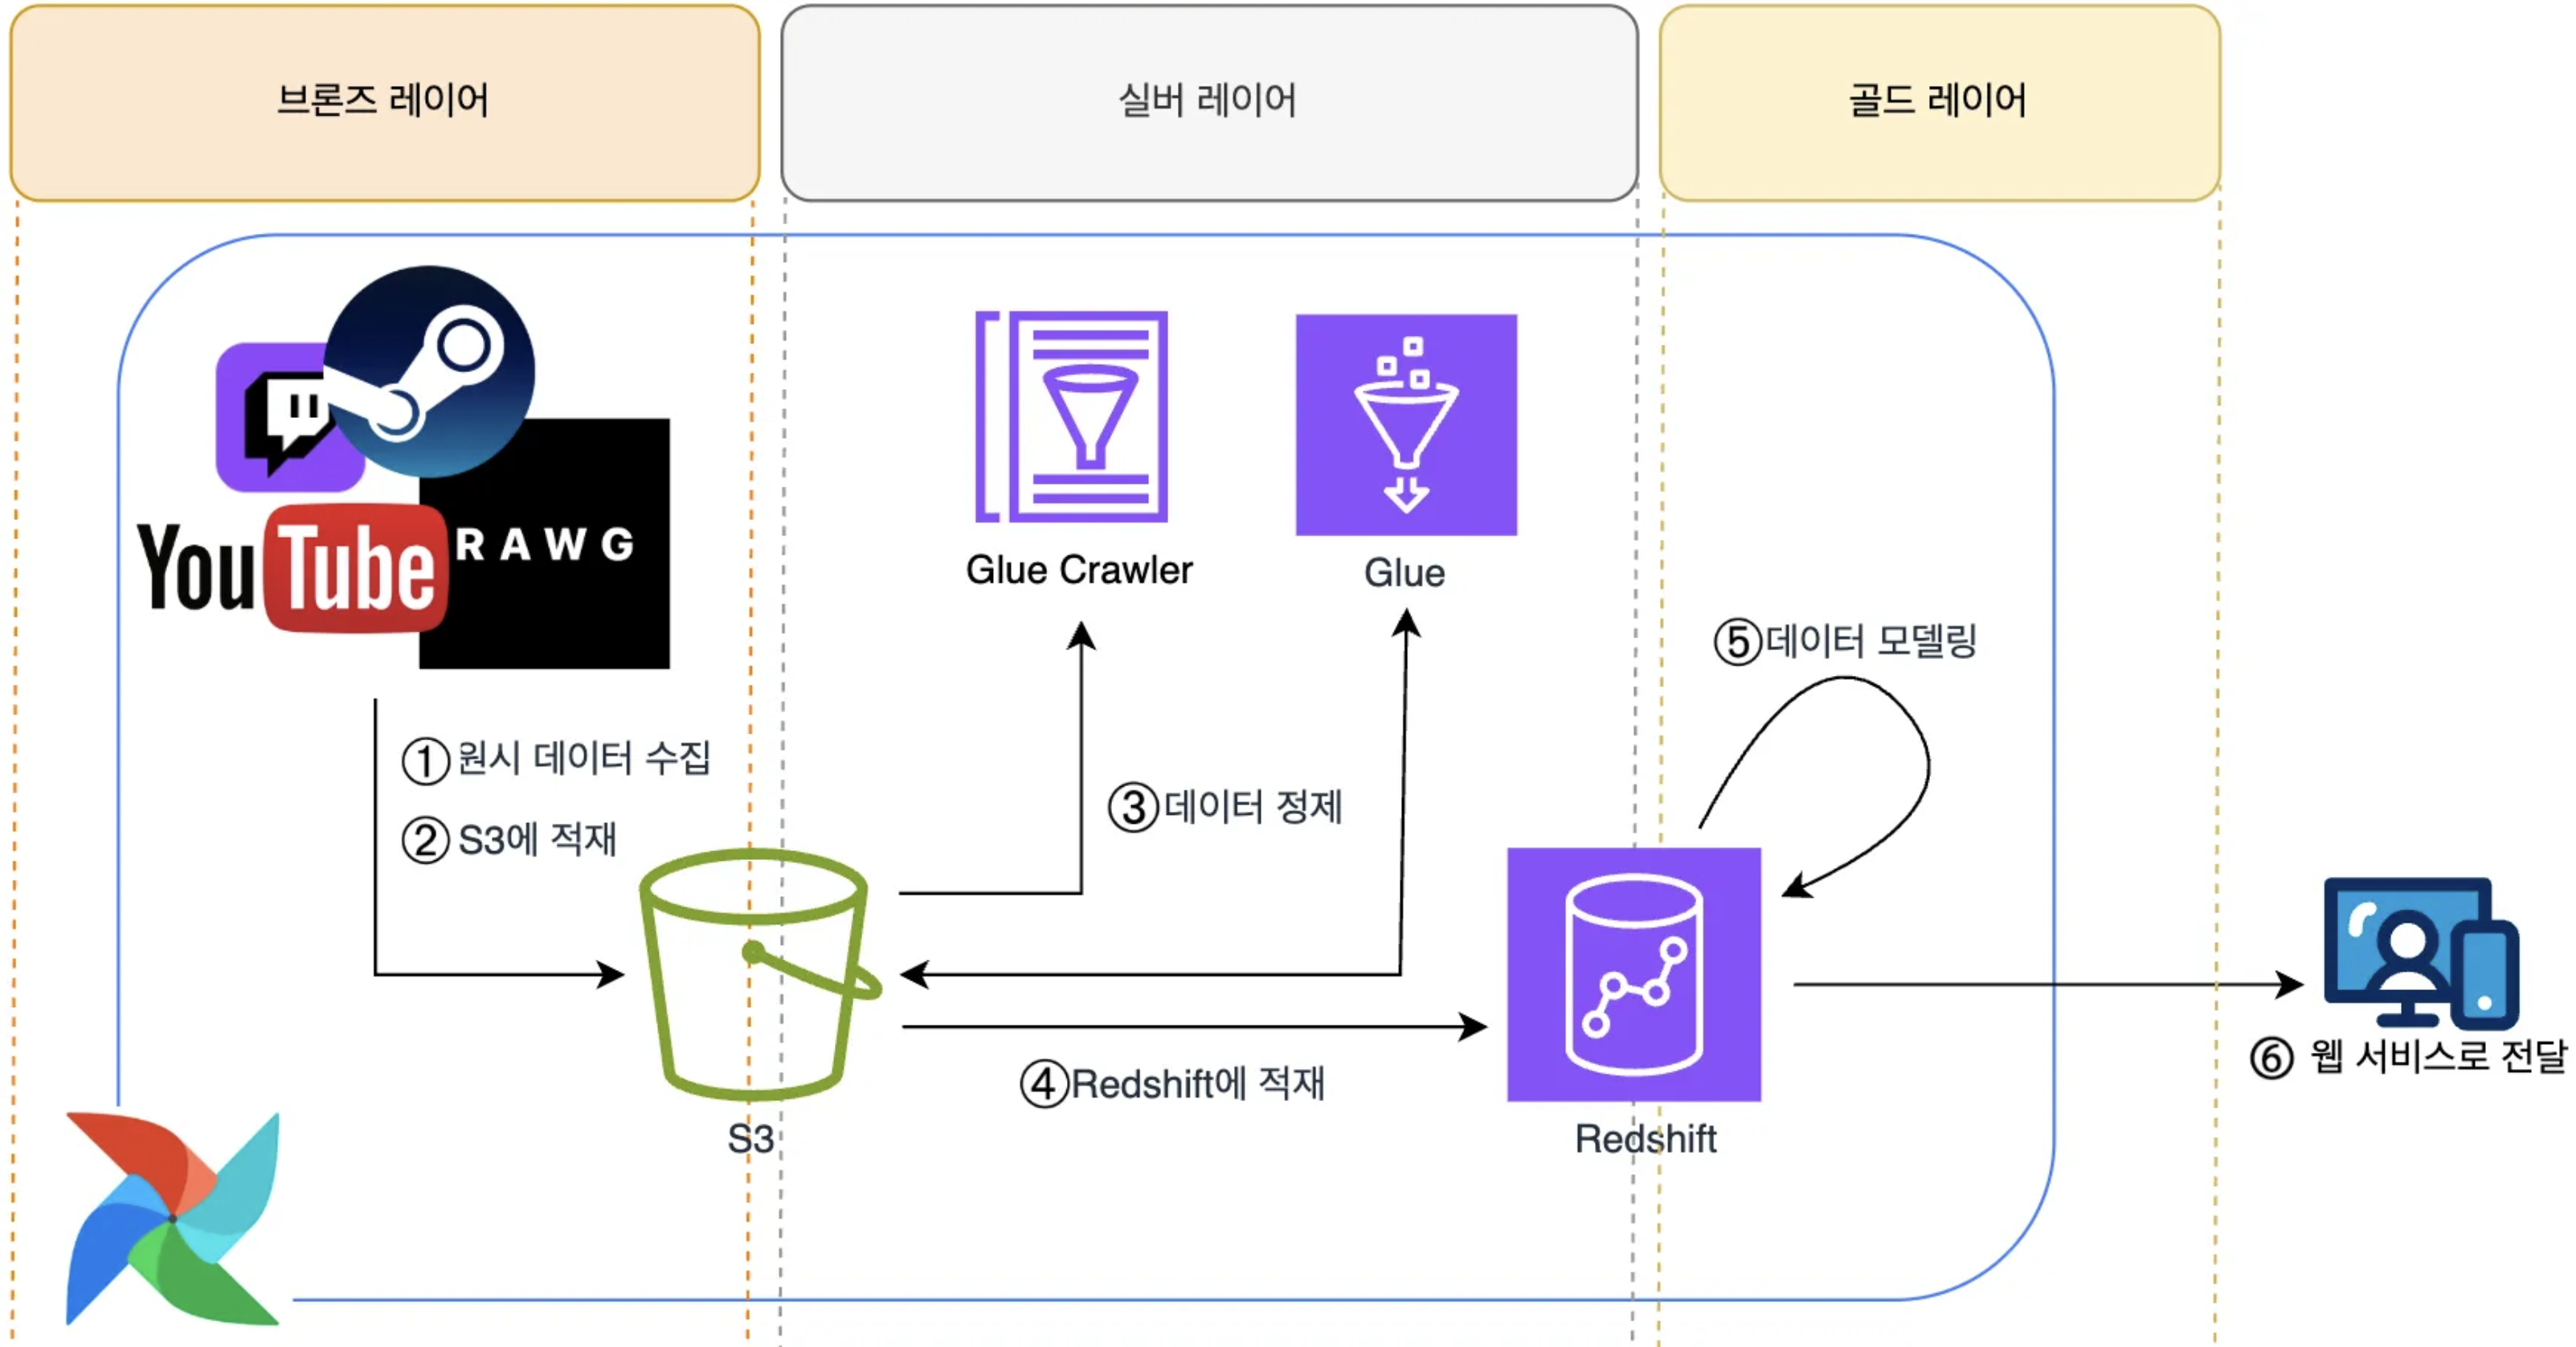 브론즈 레이어
실버 레이어
골드 레이어
YouTube
RAWG
Glue Crawler
Glue
① 원시 데이터 수집
② S3에 적재
③데이터 정제
④Redshift에 적재
⑤데이터 모델링
⑥ 웹 서비스로 전달
S3
Redshift